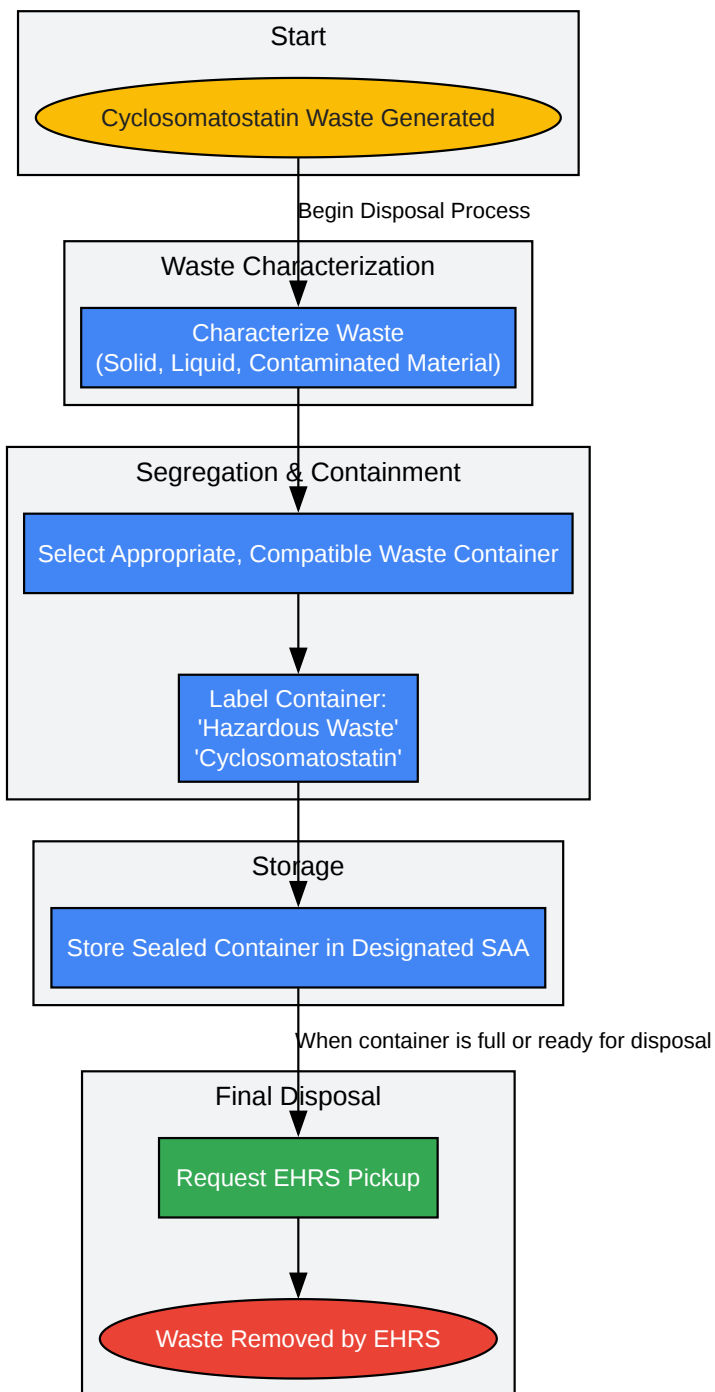 Start
Cyclosomatostatin Waste Generated
Begin Disposal Process
Waste Characterization
Characterize Waste
(Solid, Liquid, Contaminated Material)
Segregation & Containment
Select Appropriate, Compatible Waste Container
Label Container:
'Hazardous Waste'
'Cyclosomatostatin'
Storage
Store Sealed Container in Designated SAA
When container is full or ready for disposal
Final Disposal
Request EHRS Pickup
Waste Removed by EHRS